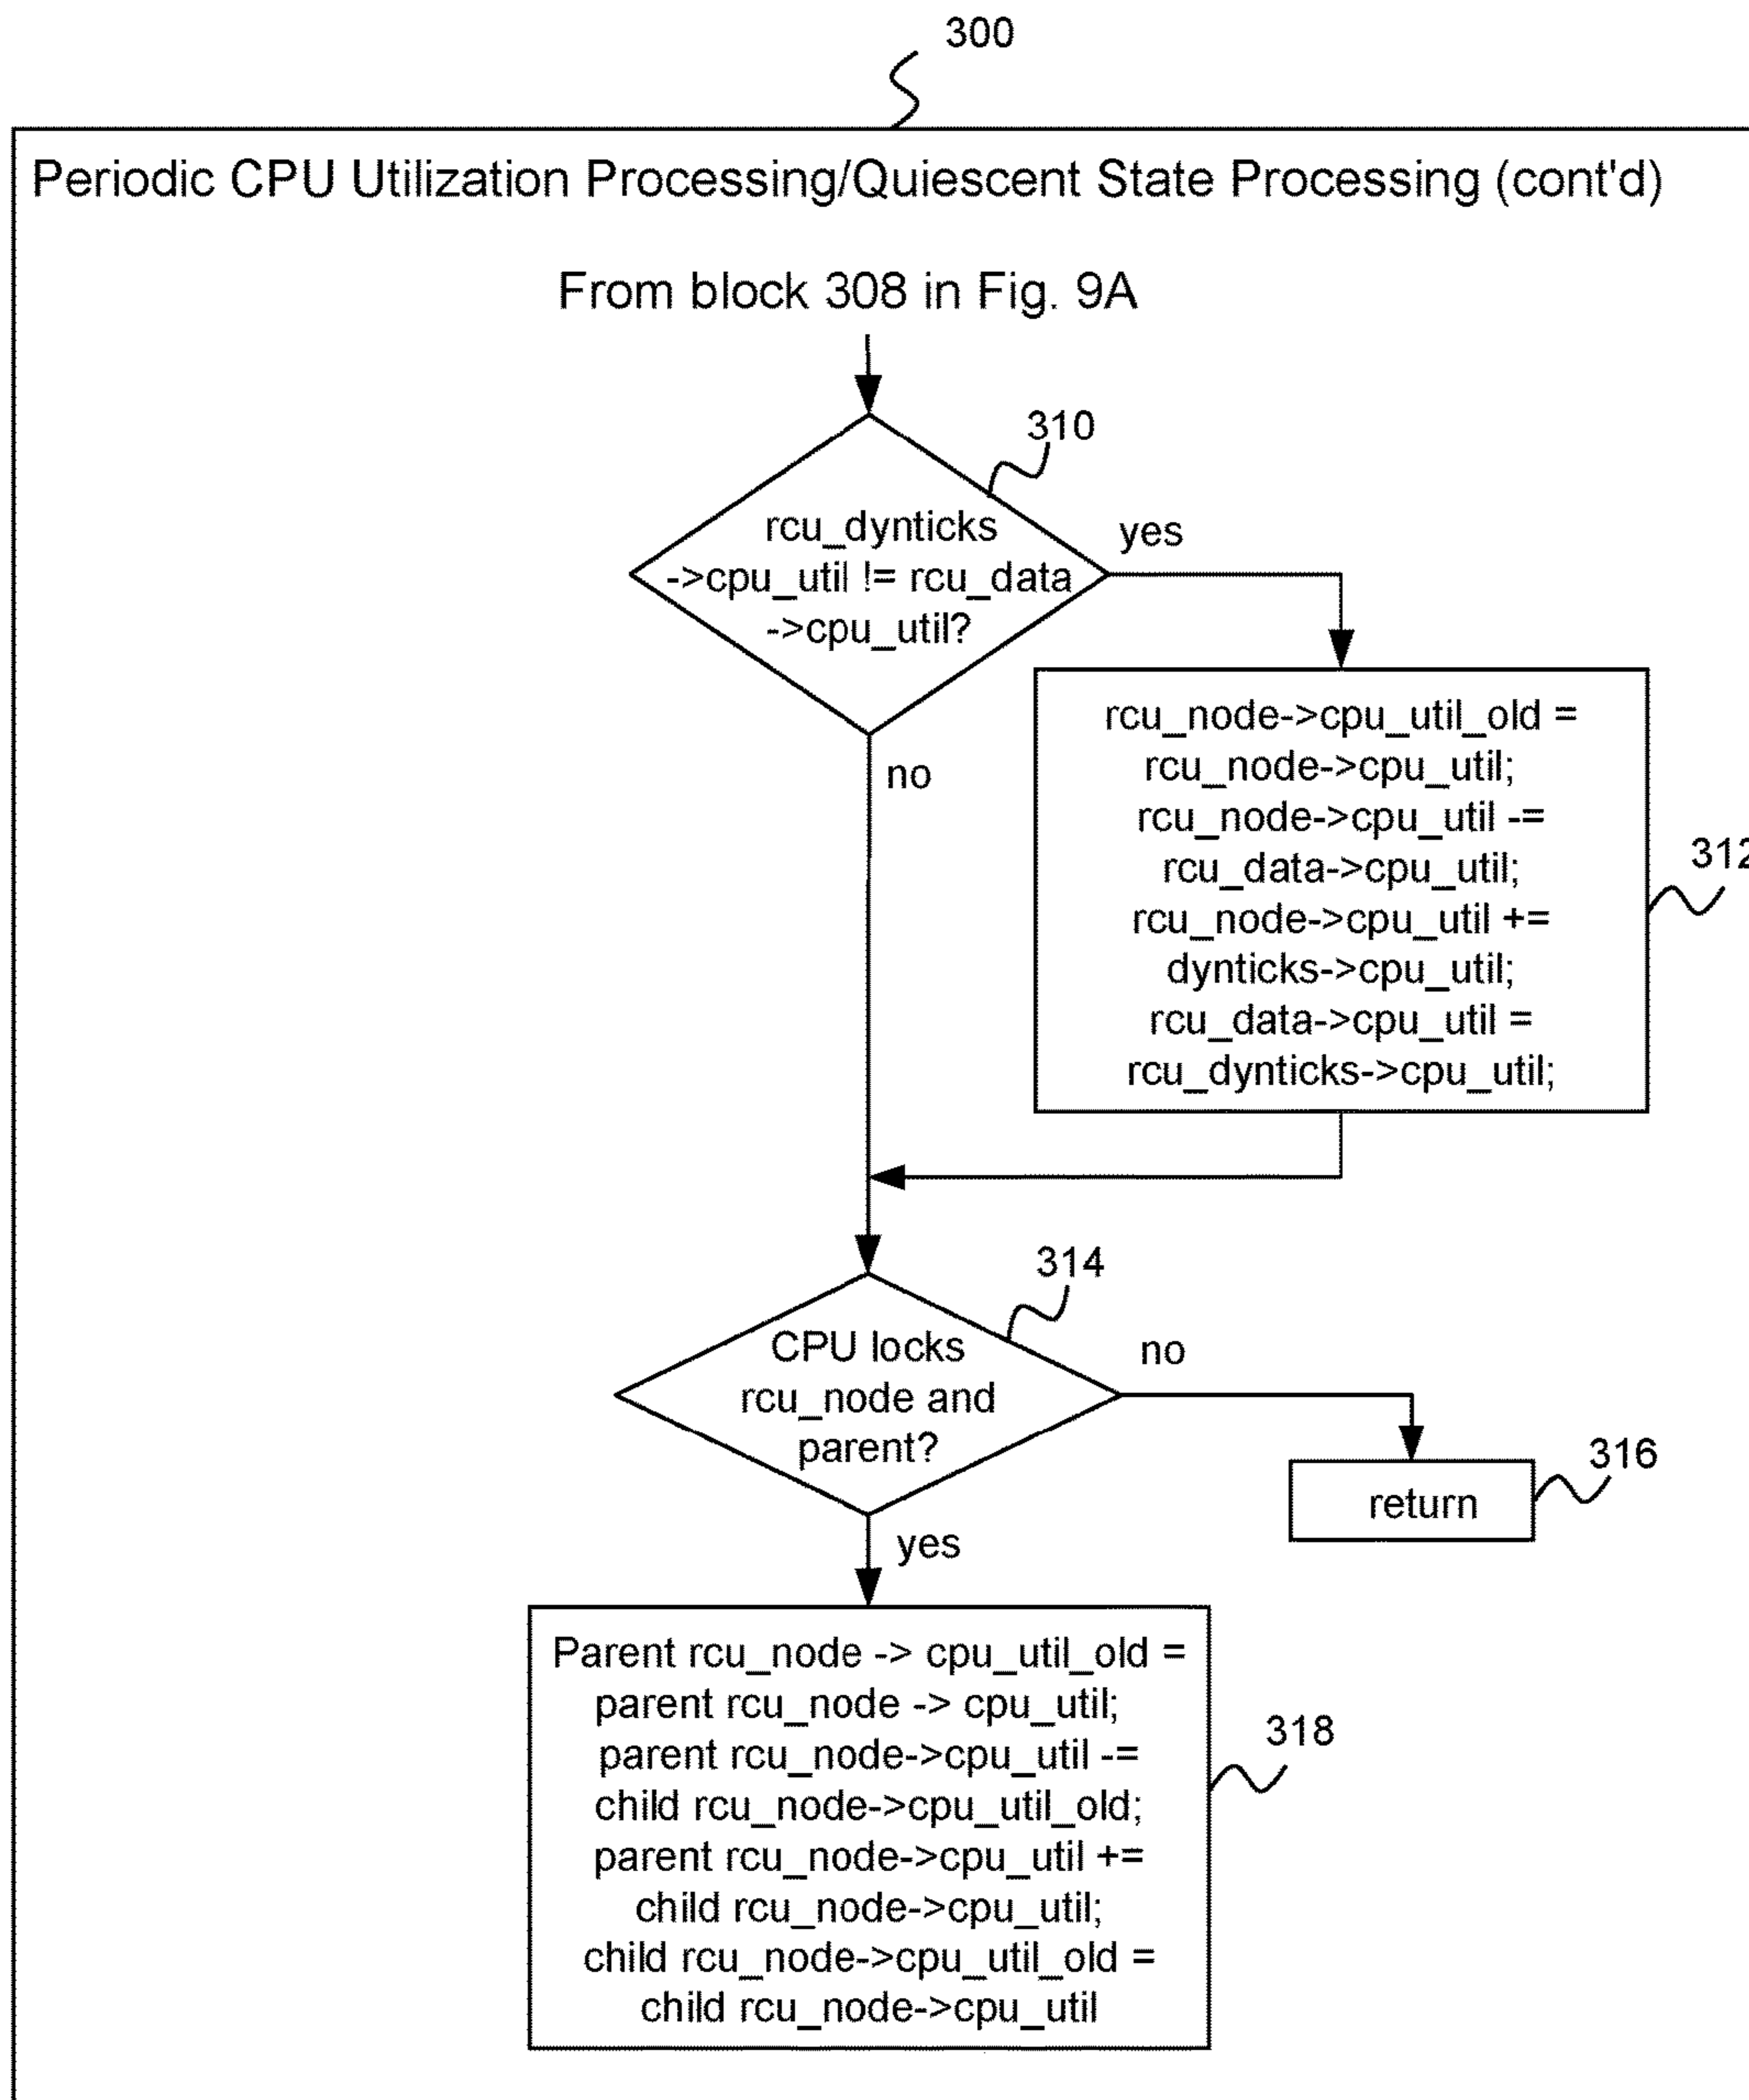 300
Periodic CPU Utilization Processing/Quiescent State Processing (cont'd)
From block 308 in Fig. 9A
310
rcu_dynticks
->cpu_util != rcu_data
->cpu_util?
yes
no
rcu_node->cpu_util_old =
rcu_node->cpu_util;
rcu_node->cpu_util -=
rcu_data->cpu_util;
rcu_node->cpu_util +=
dynticks->cpu_util;
rcu_data->cpu_util =
rcu_dynticks->cpu_util;
312
314
CPU locks
rcu_node and
parent?
no
316
return
yes
Parent rcu_node -> cpu_util_old =
parent rcu_node -> cpu_util;
parent rcu_node->cpu_util -=
child rcu_node->cpu_util_old;
parent rcu_node->cpu_util +=
child rcu_node->cpu_util;
child rcu_node->cpu_util_old =
child rcu_node->cpu_util
318